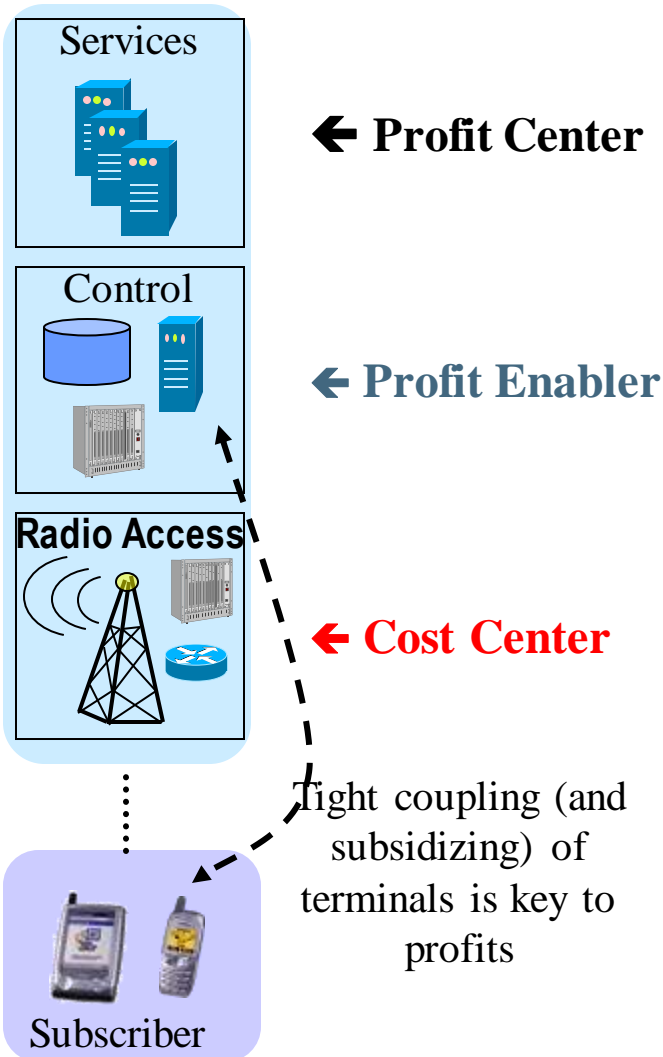 Services
← Profit Center
Control
← Profit Enabler
Radio Access
← Cost Center
Tight coupling (and
subsidizing) of
terminals is key to
profits
Subscriber